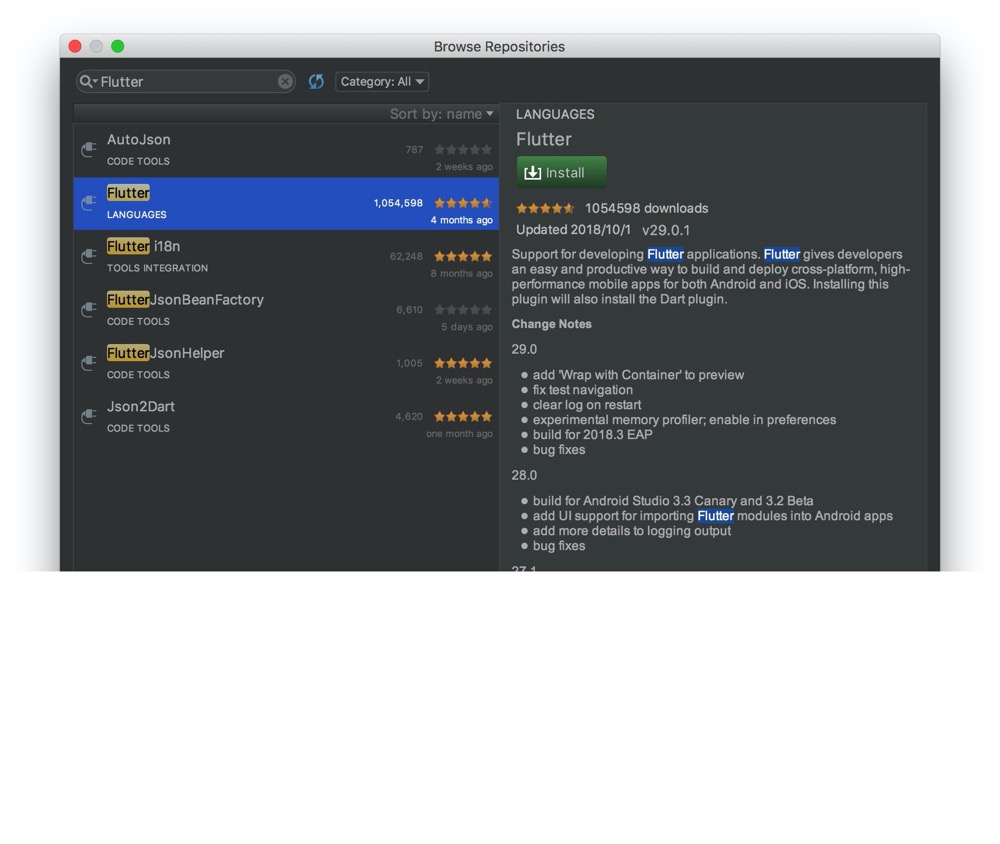 Browse Repositories
Flutter
Category: All
Sort by: name
AutoJson
787
CODE TOOLS
2 weeks ago
Flutter
1,054,598
LANGUAGES
4 months ago
Flutter i18n
62,248
TOOLS INTEGRATION
8 months ago
FlutterJsonBeanFactory
6,610
CODE TOOLS
5 days ago
FlutterJsonHelper
1,005
CODE TOOLS
2 weeks ago
Json2Dart
4,620
CODE TOOLS
one month ago
LANGUAGES
Flutter
Install
1054598 downloads
Updated 2018/10/1 v29.0.1
Support for developing Flutter applications. Flutter gives developers
an easy and productive way to build and deploy cross-platform, high-
performance mobile apps for both Android and iOS. Installing this
plugin will also install the Dart plugin.
Change Notes
29.0
add 'Wrap with Container' to preview
fix test navigation
clear log on restart
experimental memory profiler; enable in preferences
build for 2018.3 EAP
bug fixes
28.0
build for Android Studio 3.3 Canary and 3.2 Beta
add UI support for importing Flutter modules into Android apps
add more details to logging output
bug fixes
27.1